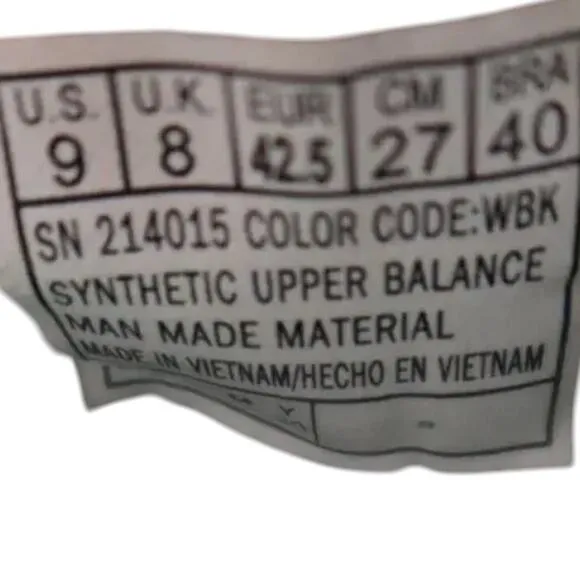 U.S. U.K. EUR CM BRA
9 8 42.5 27 40
SN 214015 COLOR CODE:WBK
SYNTHETIC UPPER BALANCE
MAN MADE MATERIAL
MADE IN VIETNAM/HECHO EN VIETNAM